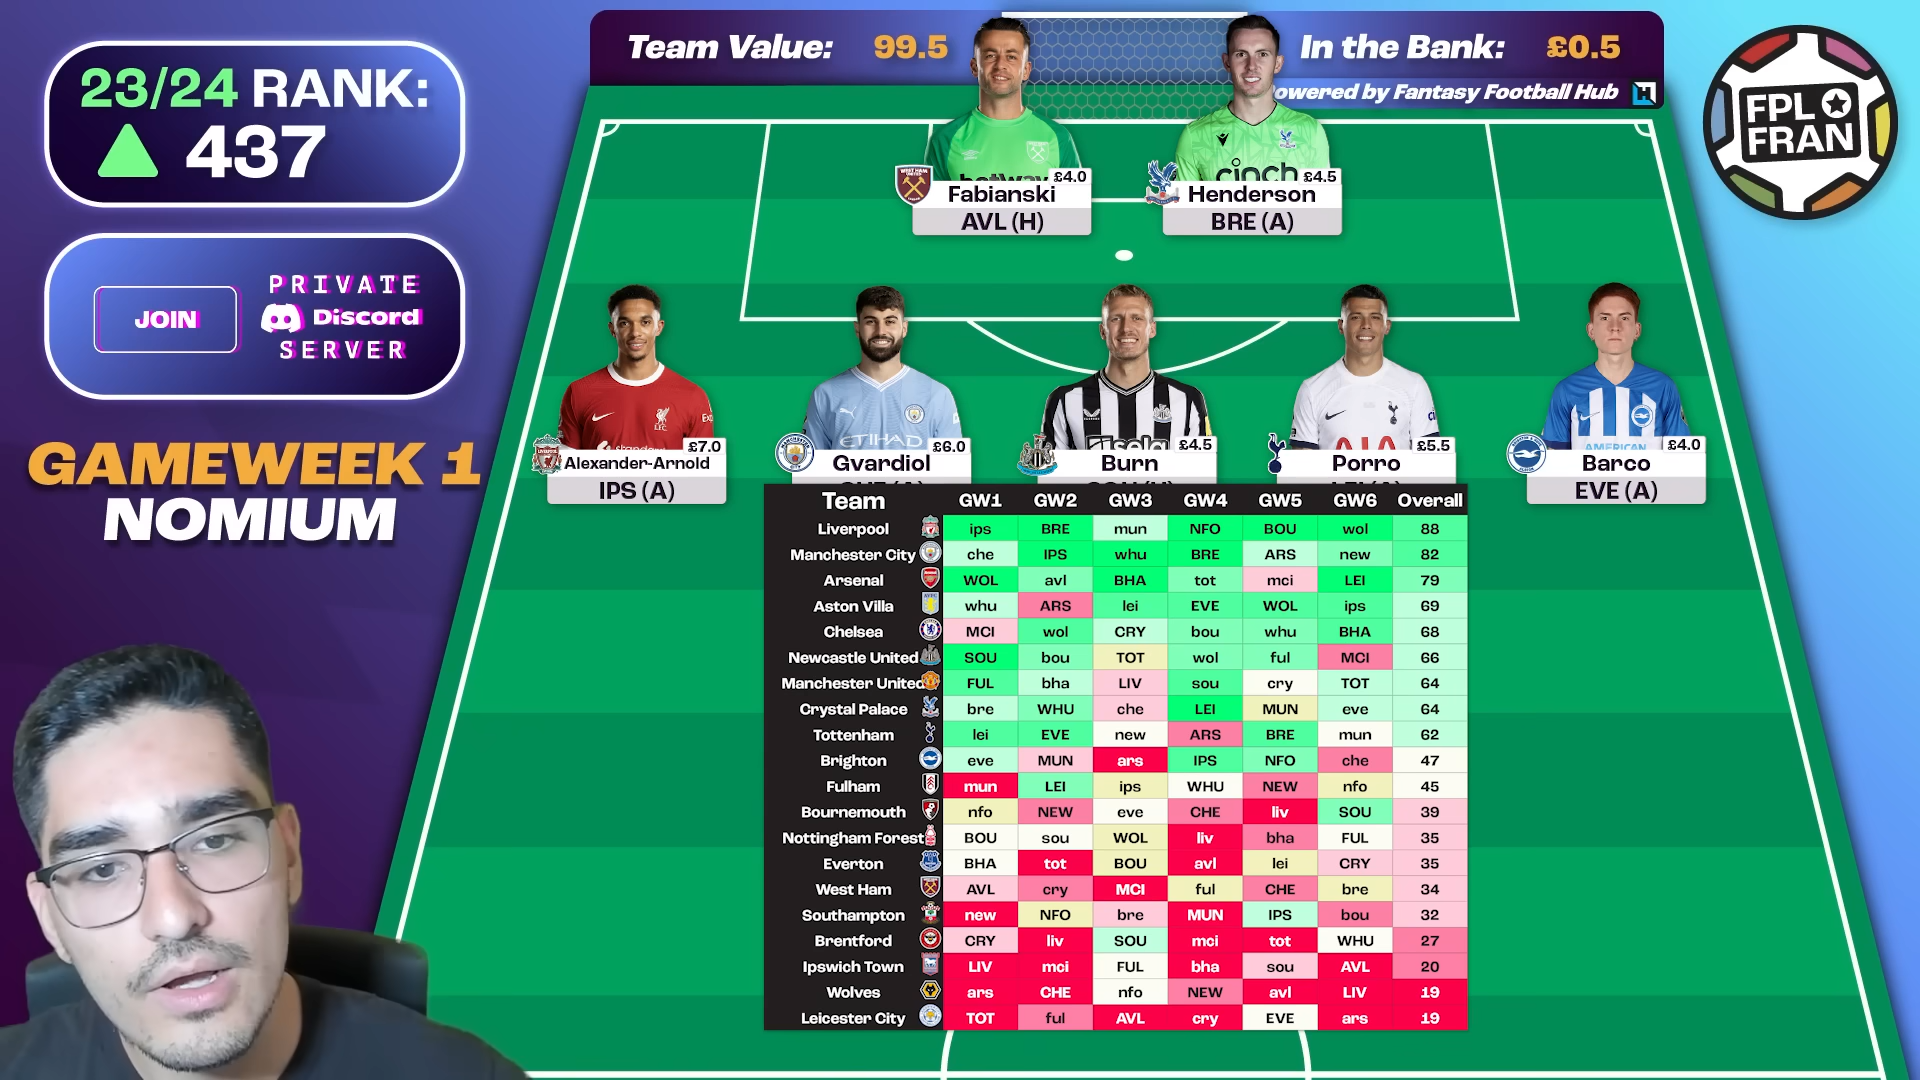 Team Value: 99.5
In the Bank: £0.5
Powered by Fantasy Football Hub
FPL
FRAN
23/24 RANK:
437
JOIN
PRIVATE
Discord
SERVER
GAMEWEEK 1
NOMIUM
cinch
£4.0 £4.5
Fabianski Henderson
AVL (H) BRE (A)
ETIHAD
AMERICAN
£7.0 £6.0 £4.5 £5.5 £4.0
Alexander-Arnold Gvardiol Burn Porro Barco
IPS (A) EVE (A)
Team GW1 GW2 GW3 GW4 GW5 GW6 Overall
Liverpool ips BRE mun NFO BOU wol 88
Manchester City che IPS whu BRE ARS new 82
Arsenal WOL avl BHA tot mci LEI 79
Aston Villa whu ARS lei EVE WOL ips 69
Chelsea MCI wol CRY bou whu BHA 68
Newcastle United SOU bou TOT wol ful MCI 66
Manchester United FUL bha LIV sou cry TOT 64
Crystal Palace bre WHU che LEI MUN eve 64
Tottenham lei EVE new ARS BRE mun 62
Brighton eve MUN ars IPS NFO che 47
Fulham mun LEI ips WHU NEW nfo 45
Bournemouth nfo NEW eve CHE liv SOU 39
Nottingham Forest BOU sou WOL liv bha FUL 35
Everton BHA tot BOU avl lei CRY 35
West Ham AVL cry MCI ful CHE bre 34
Southampton new NFO bre MUN IPS bou 32
Brentford CRY liv SOU mci tot WHU 27
Ipswich Town LIV mci FUL bha sou AVL 20
Wolves ars CHE nfo NEW avl LIV 19
Leicester City TOT ful AVL cry EVE ars 19